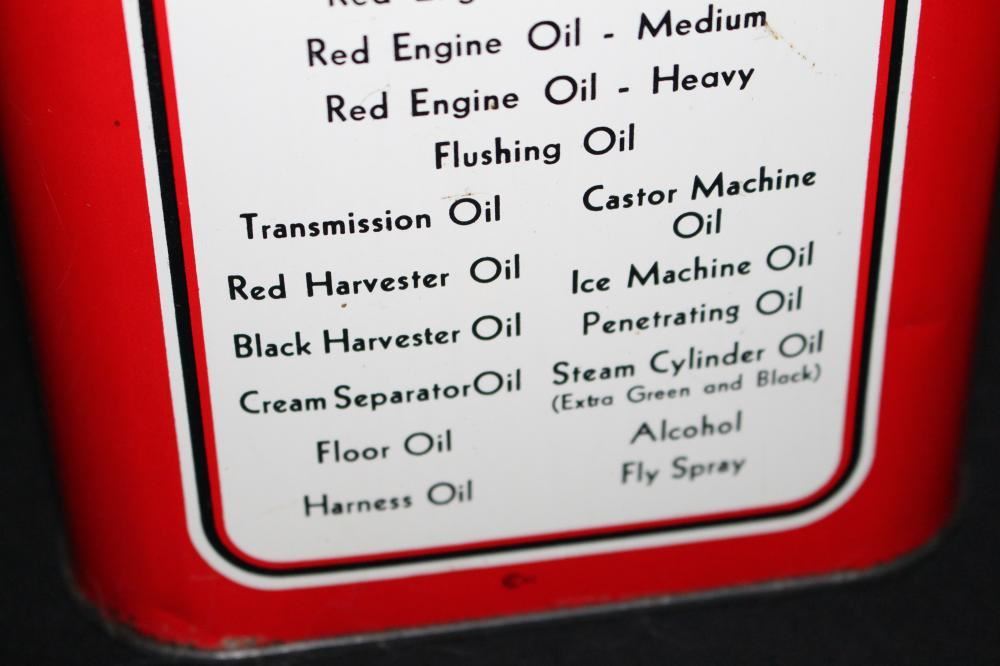 Red
Red Engine Oil - Medium
Red Engine Oil - Heavy
Flushing Oil
Transmission Oil
Red Harvester Oil
Black Harvester Oil
Cream Separator Oil
Floor Oil
Harness Oil
Castor Machine
Oil
Ice Machine Oil
Penetrating Oil
Steam Cylinder Oil
(Extra Green and Black)
Alcohol
Fly Spray